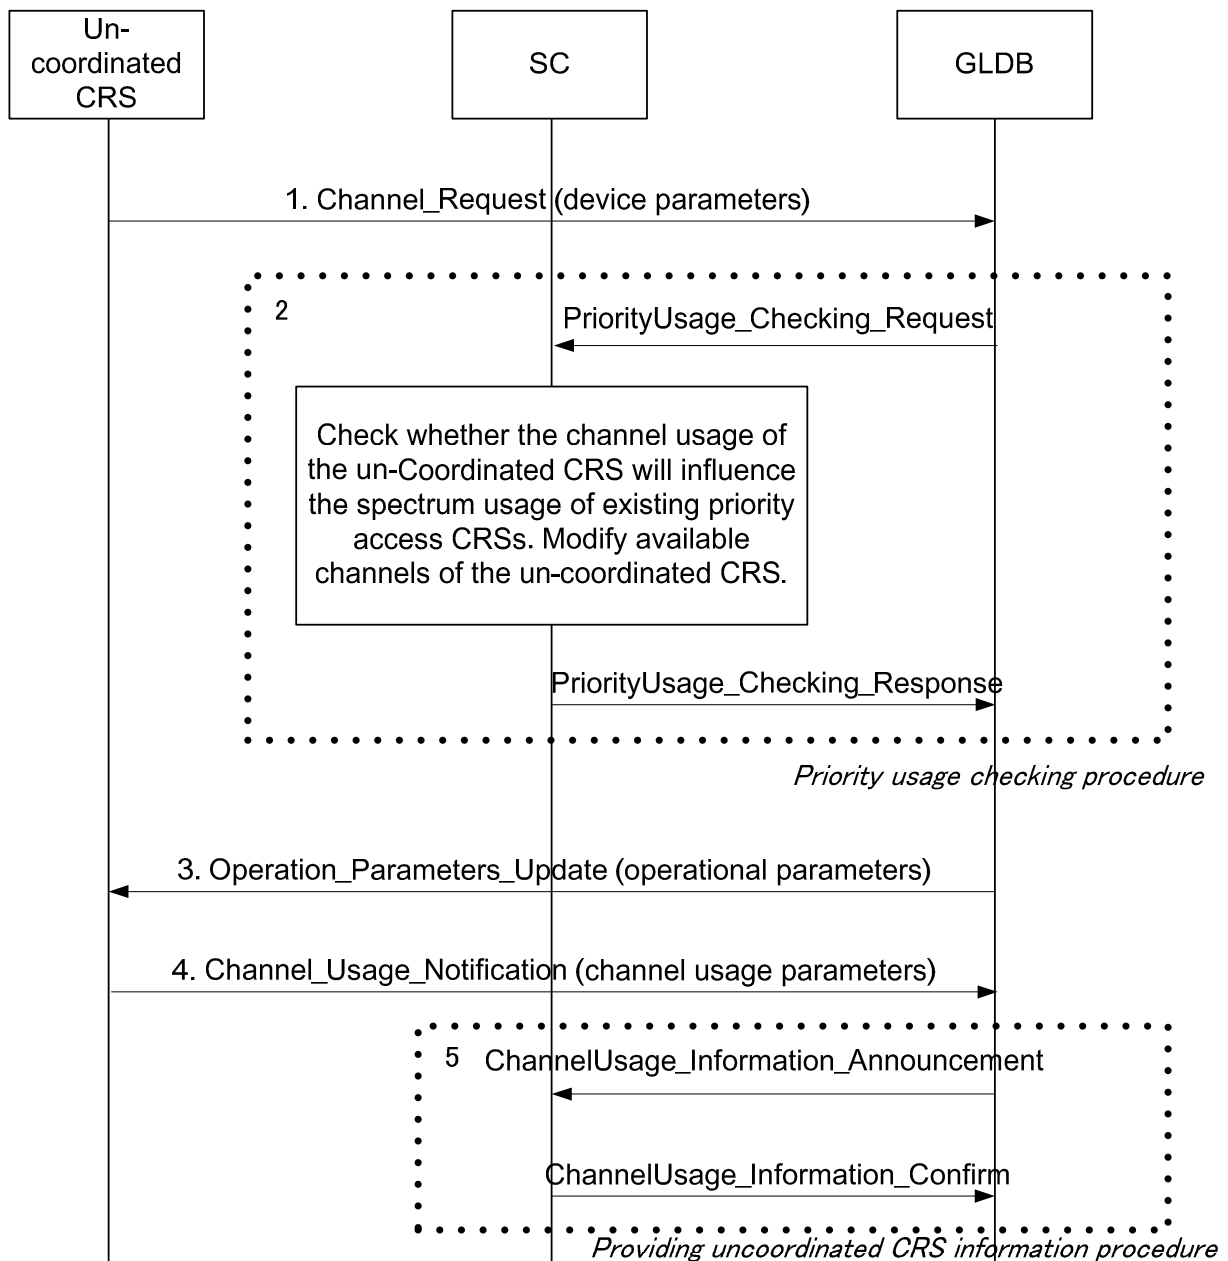 Un-
coordinated
CRS
SC
GLDB
1. Channel_Request (device parameters)
2
PriorityUsage_Checking_Request
Check whether the channel usage of
the un-Coordinated CRS will influence
the spectrum usage of existing priority
access CRSs. Modify available
channels of the un-coordinated CRS.
PriorityUsage_Checking_Response
Priority usage checking procedure
3. Operation_Parameters_Update (operational parameters)
4. Channel_Usage_Notification (channel usage parameters)
5
ChannelUsage_Information_Announcement
ChannelUsage_Information_Confirm
Providing uncoordinated CRS information procedure